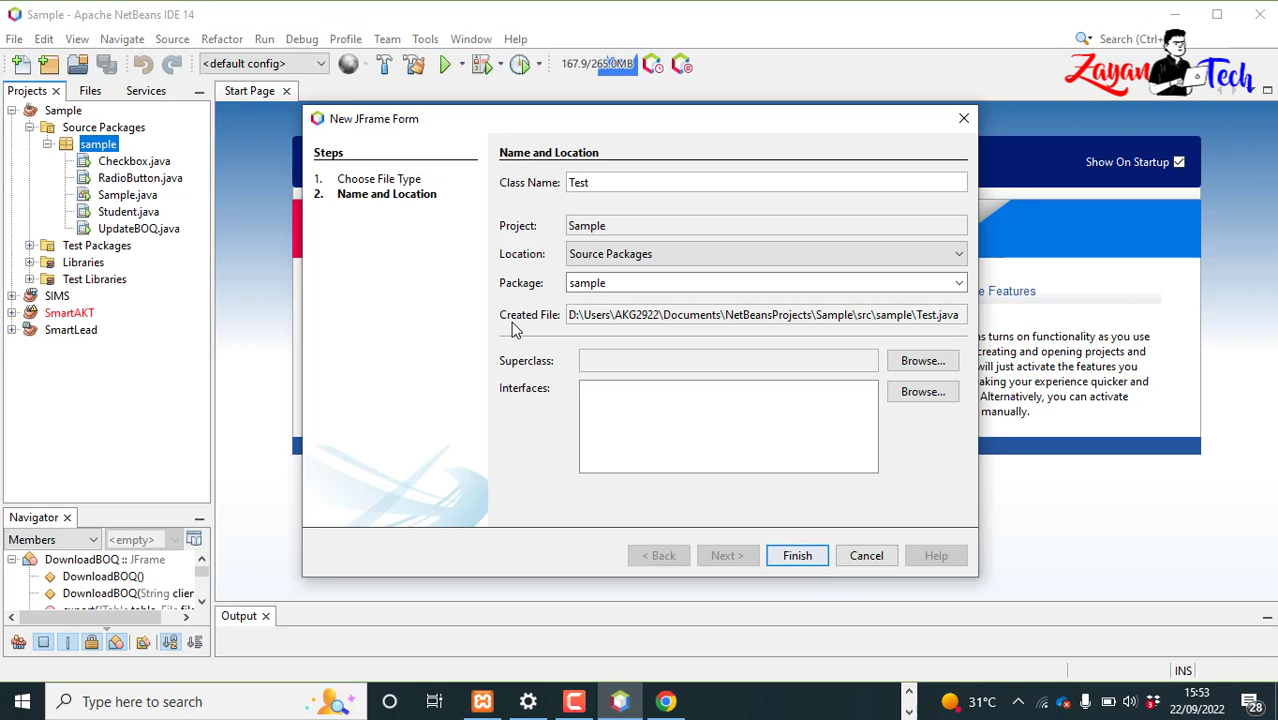 Sample - Apache NetBeans IDE 14
File Edit View Navigate Source Refactor Run Debug Profile Team Tools Window Help
Search (Ctrl+
<default config>
167.9/265.0MB
Zayan Tech
Projects Files Services
Start Page
Sample
Source Packages
sample
Checkbox.java
RadioButton.java
Sample.java
Student.java
UpdateBOQ.java
Test Packages
Libraries
Test Libraries
SIMS
SmartAKT
SmartLead
Show On Startup
New JFrame Form
Steps
1. Choose File Type
2. Name and Location
Name and Location
Class Name: Test
Project: Sample
Location: Source Packages
Package: sample
Created File: D:\Users\AKG2922\Documents\NetBeansProjects\Sample\src\sample\Test.java
Superclass: Browse...
Interfaces: Browse...
< Back Next > Finish Cancel Help
e Features
ns turns on functionality as you
creating and opening projects and
will just activate the features you
aking your experience quicker and
Alternatively, you can activate
manually.
Navigator
Members <empty>
DownloadBOQ :: JFrame
DownloadBOQ()
DownloadBOQ(String clien
Output
INS
Type here to search
31°C
15:53
22/09/2022
28